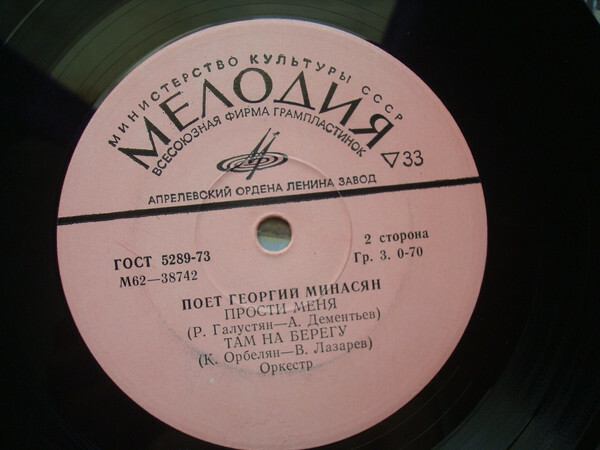 МИНИСТЕРСТВО КУЛЬТУРЫ СССР
МЕЛОДИЯ
ВСЕСОЮЗНАЯ ФИРМА ГРАМПЛАСТИНОК
▽33
АПРЕЛЕВСКИЙ ОРДЕНА ЛЕНИНА ЗАВОД
ГОСТ 5289-73
М62—38742
2 сторона
Гр. 3. 0-70
ПОЕТ ГЕОРГИЙ МИНАСЯН
ПРОСТИ МЕНЯ
(Р. Галустян—А. Дементьев)
ТАМ НА БЕРЕГУ
(К. Орбелян—В. Лазарев)
Оркестр